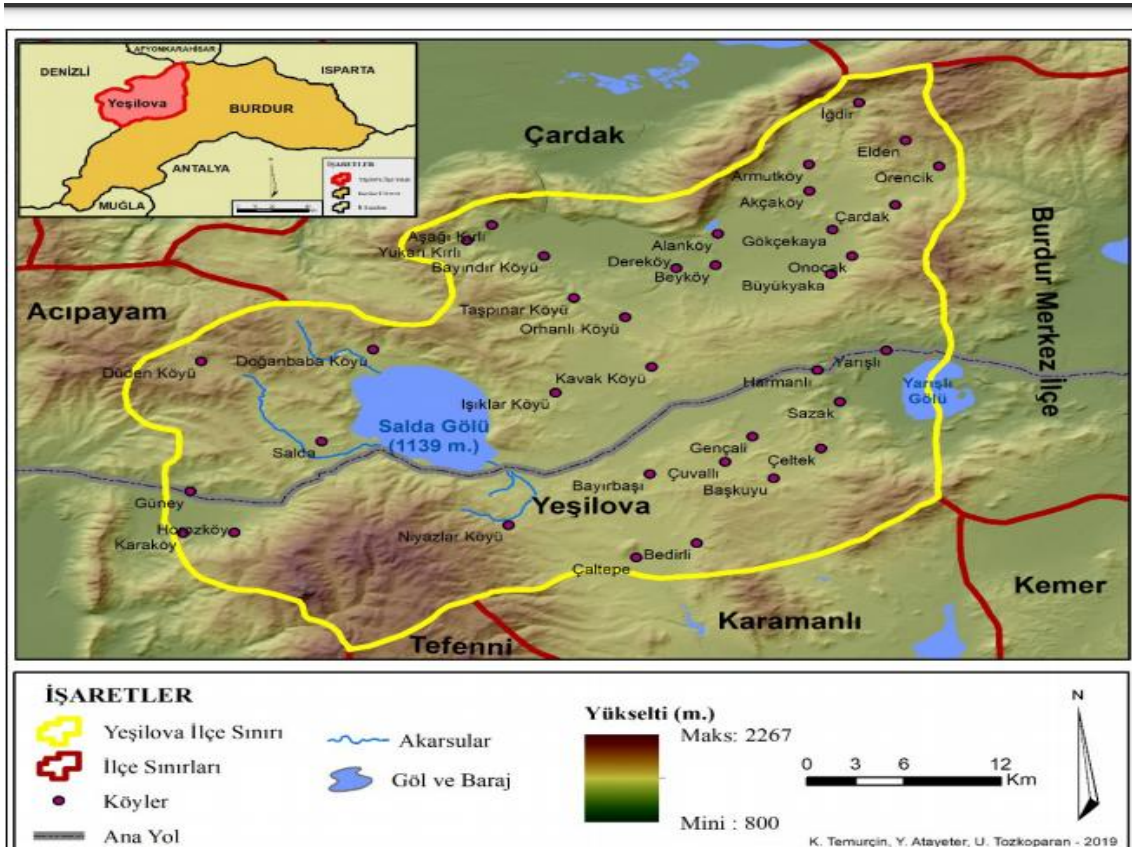 AFYONKARAHİSAR
DENİZLİ
ISPARTA
Yeşilova
BURDUR
ANTALYA
MUĞLA
İŞARETLER
Çardak
İğdir
Elden
Armutköy
Örencik
Akçaköy
Çardak
Aşağı Kırlı
Yukarı Kırlı
Alanköy
Gökçekaya
Bayındır Köyü
Dereköy
Onocak
Beyköy
Büyükyaka
Burdur Merkez İlçe
Acıpayam
Taşpınar Köyü
Orhanlı Köyü
Doğanbaba Köyü
Yarışlı
Düden Köyü
Kavak Köyü
Harmanlı
Yarışlı
Gölü
Işıklar Köyü
Sazak
Salda Gölü
(1139 m.)
Salda
Gençali
Çeltek
Çuvallı
Bayırbaşı
Başkuyu
Güney
Yeşilova
Horozköy
Niyazlar Köyü
Karaköy
Bedirli
Çaltepe
Kemer
Karamanlı
Tefenni
İŞARETLER
Yeşilova İlçe Sınırı
İlçe Sınırları
Köyler
Ana Yol
Akarsular
Göl ve Baraj
Yükselti (m.)
Maks: 2267
Mini : 800
N
0 3 6 12
Km
K. Temurçin, Y. Atayeter, U. Tozkoparan - 2019